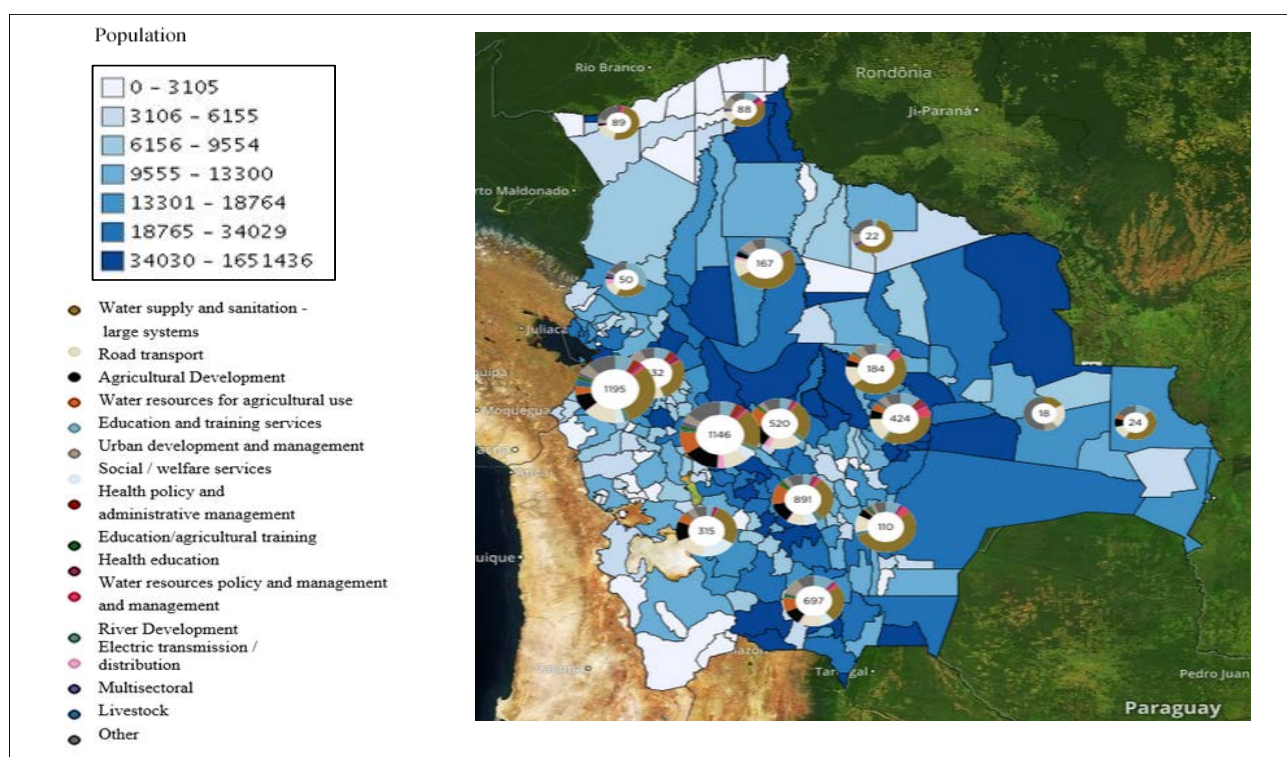 Population
0 - 3105
3106 - 6155
6156 - 9554
9555 - 13300
13301 - 18764
18765 - 34029
34030 - 1651436
Water supply and sanitation -
large systems
Road transport
Agricultural Development
Water resources for agricultural use
Education and training services
Urban development and management
Social / welfare services
Health policy and
administrative management
Education/agricultural training
Health education
Water resources policy and management
and management
River Development
Electric transmission /
distribution
Multisectoral
Livestock
Other
Rio Branco
Rondônia
Ji-Paraná
88
89
rto Maldonado
22
167
50
Juliaca
quipa
32
184
1195
Moquegua
18
24
424
520
1146
891
315
110
quique
697
Calama
Tar
gal
Pedro Juan
Paraguay